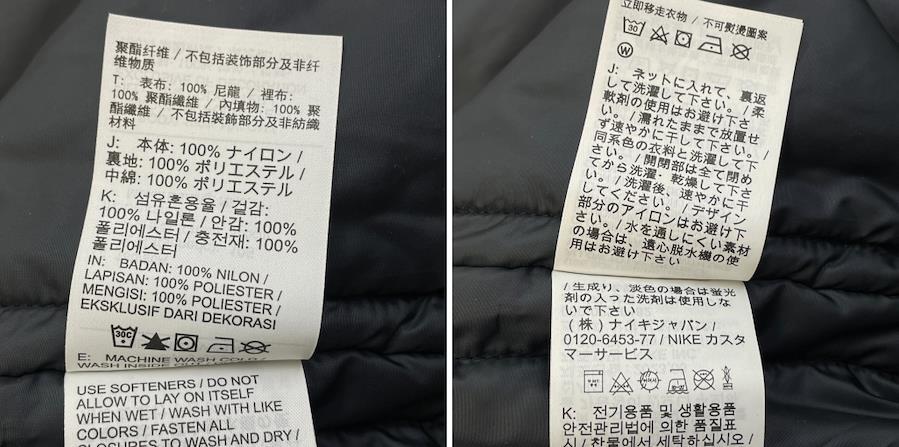 聚酯纤维 / 不包括装饰部分及非纤
维物质
T: 表布: 100% 尼龍 / 裡布:
100% 聚酯纖維 / 內填物: 100% 聚
酯纖維 / 不包括裝飾部分及非紡織
材料
J: 本体: 100% ナイロン /
裏地: 100% ポリエステル /
中綿: 100% ポリエステル
K: 섬유혼용율 / 겉감:
100% 나일론 / 안감: 100%
폴리에스터 / 충전재: 100%
폴리에스터
IN: BADAN: 100% NILON /
LAPISAN: 100% POLIESTER /
MENGISI: 100% POLIESTER /
EKSKLUSIF DARI DEKORASI
30C
E: MACHINE WASH COLD /
WASH INSIDE OUT
USE SOFTENERS / DO NOT
ALLOW TO LAY ON ITSELF
WHEN WET / WASH WITH LIKE
COLORS / FASTEN ALL
CLOSURES TO WASH AND DRY /
立即移走衣物 / 不可熨燙圖案
30
W
J: ネットに入れて、裏返
して洗濯して下さい。/ 柔
軟剤の使用はお避け下さ
い。/ 濡れたままで放置せ
ず速やかに干して下さい。/
同系色の衣料と洗濯して下
さい。/ 開閉部は全て閉め
てから洗濯・乾燥して下さ
い。/ 洗濯後、速やかに干
してください。/ デザイン
部分のアイロンはお避け下
さい。/ 水を通しにくい素材
の場合は、遠心脱水機の使
用はお避け下さい
/ 生成り、淡色の場合は蛍光
剤の入った洗剤は使用しな
いで下さい
(株) ナイキジャパン /
0120-6453-77 / NIKE カスタ
マーサービス
K: 전기용품 및 생활용품
안전관리법에 의한 품질표
시 / 찬물에서 세탁하십시오 /